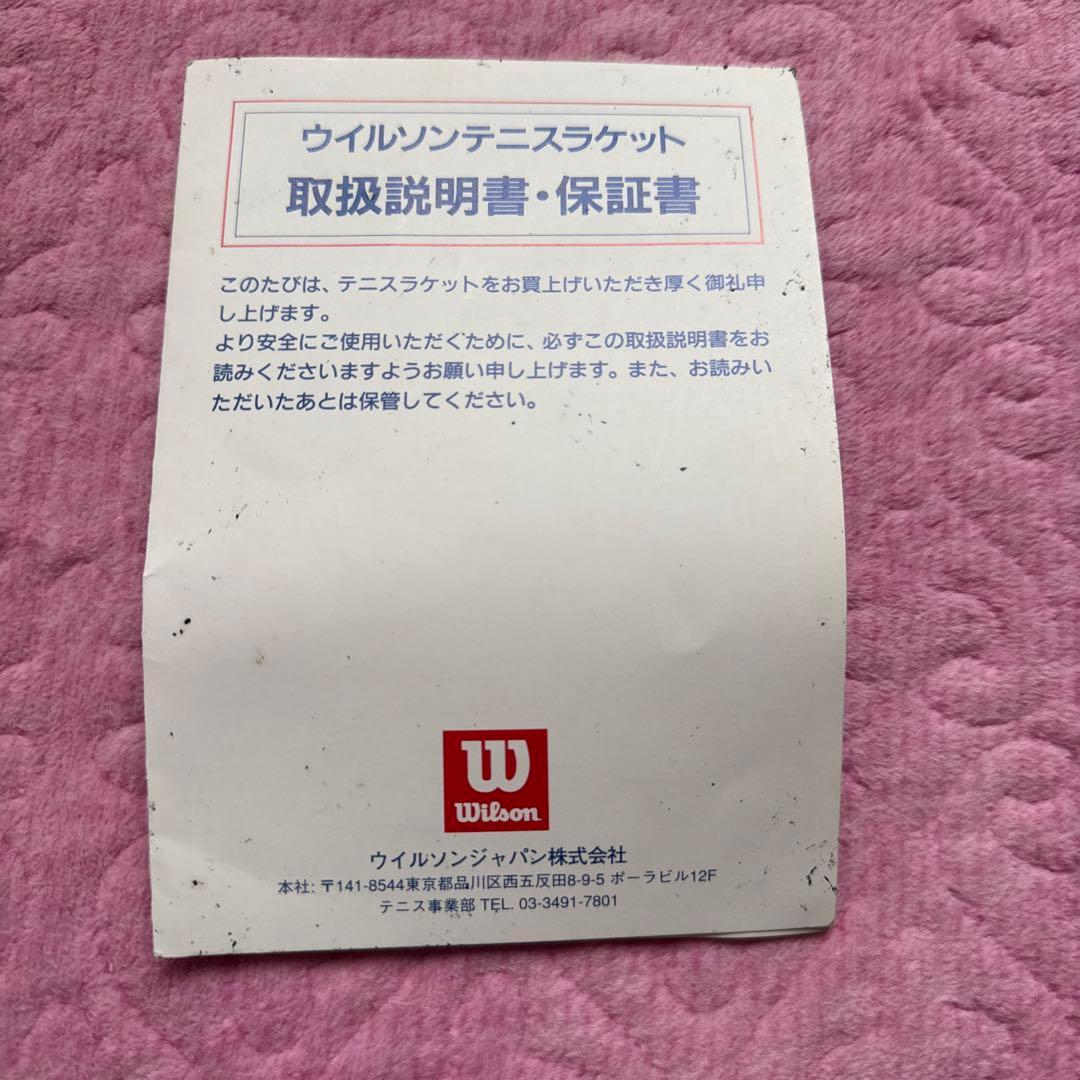 ウイルソンテニスラケット
取扱説明書・保証書
このたびは、テニスラケットをお買上げいただき厚く御礼申
し上げます。
より安全にご使用いただくために、必ずこの取扱説明書をお
読みくださいますようお願い申し上げます。また、お読みい
ただいたあとは保管してください。
W
Wilson
ウイルソンジャパン株式会社
本社: 〒141-8544東京都品川区西五反田8-9-5 ポーラビル12F
テニス事業部 TEL. 03-3491-7801